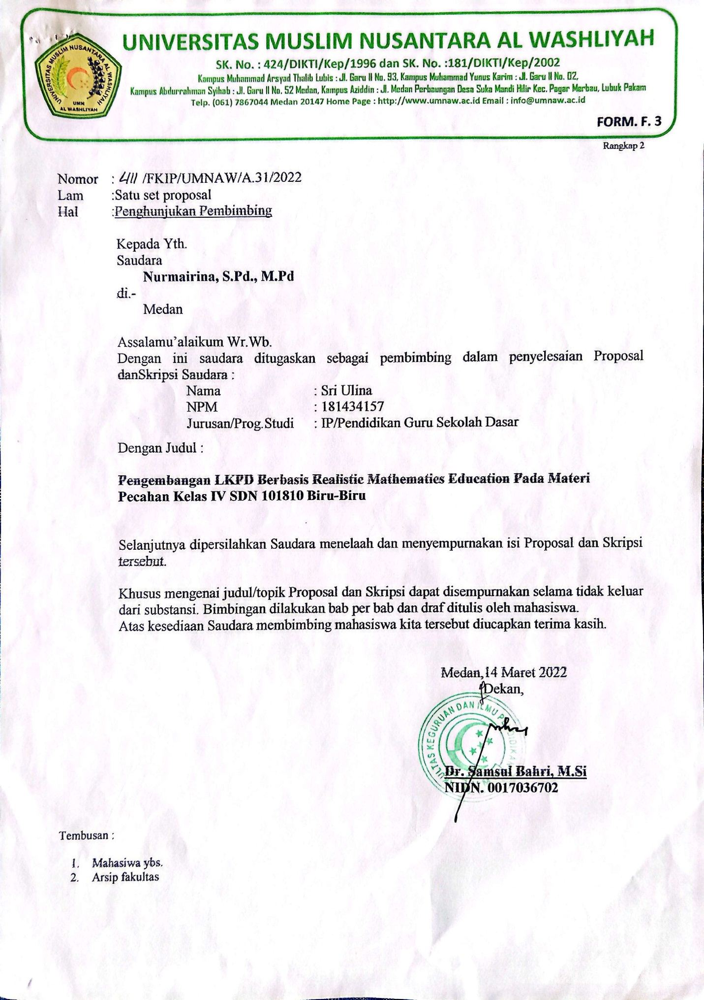 UNIVERSITAS MUSLIM NUSANTARA AL WASHLIYAH
SK. No. : 424/DIKTI/Kep/1996 dan SK. No. :181/DIKTI/Kep/2002
Kampus Muhammad Arsyad Thalib Lubis : Jl. Garu II No. 93, Kampus Muhammad Yunus Karim : Jl. Garu II No. 02,
Kampus Abdurrahman Syihab : Jl. Garu II No. 52 Medan, Kampus Aziddin : Jl. Medan Perbaungan Desa Suka Mandi Hilir Kec. Pagar Merbau, Lubuk Pakam
Telp. (061) 7867044 Medan 20147 Home Page : http://www.umnaw.ac.id Email : info@umnaw.ac.id
UNIVERSITAS MUSLIM NUSANTARA AL WASHLIYAH
UMN
AL WASHLIYAH
FORM. F. 3
Rangkap 2
Nomor : 411 /FKIP/UMNAW/A.31/2022
Lam :Satu set proposal
Hal :Penghunjukan Pembimbing
Kepada Yth.
Saudara
Nurmairina, S.Pd., M.Pd
di.-
Medan
Assalamu'alaikum Wr.Wb.
Dengan ini saudara ditugaskan sebagai pembimbing dalam penyelesaian Proposal
danSkripsi Saudara :
Nama : Sri Ulina
NPM : 181434157
Jurusan/Prog.Studi : IP/Pendidikan Guru Sekolah Dasar
Dengan Judul :
Pengembangan LKPD Berbasis Realistic Mathematics Education Pada Materi
Pecahan Kelas IV SDN 101810 Biru-Biru
Selanjutnya dipersilahkan Saudara menelaah dan menyempurnakan isi Proposal dan Skripsi
tersebut.
Khusus mengenai judul/topik Proposal dan Skripsi dapat disempurnakan selama tidak keluar
dari substansi. Bimbingan dilakukan bab per bab dan draf ditulis oleh mahasiswa.
Atas kesediaan Saudara membimbing mahasiswa kita tersebut diucapkan terima kasih.
Medan,14 Maret 2022
Dekan,
KEGURUAN DAN ILMU
Dr. Samsul Bahri, M.Si
NIDN. 0017036702
Tembusan :
1. Mahasiwa ybs.
2. Arsip fakultas